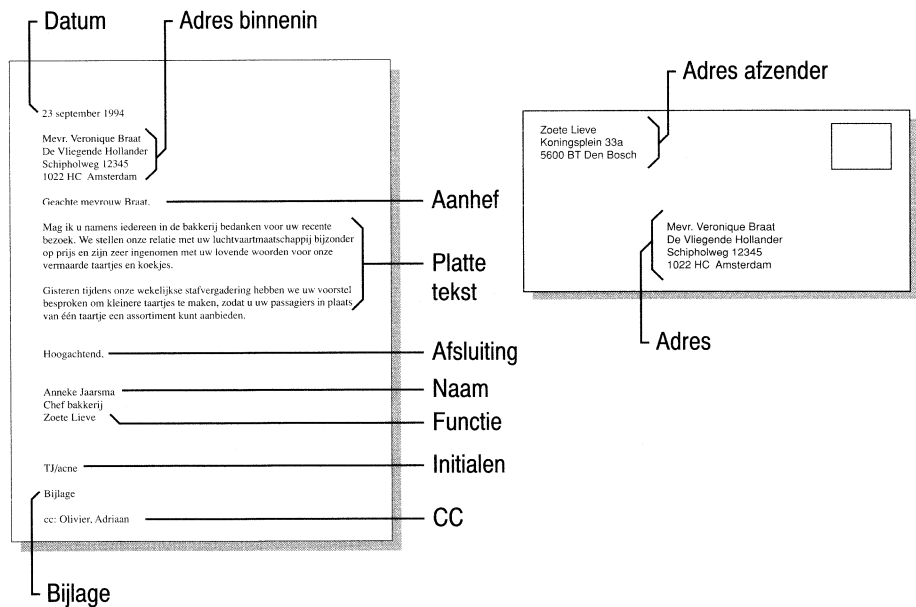 Datum
Adres binnenin
23 september 1994
Mevr. Veronique Braat
De Vliegende Hollander
Schipholweg 12345
1022 HC Amsterdam
Geachte mevrouw Braat,
Aanhef
Mag ik u namens iedereen in de bakkerij bedanken voor uw recente
bezoek. We stellen onze relatie met uw luchtvaartmaatschappij bijzonder
op prijs en zijn zeer ingenomen met uw lovende woorden voor onze
vermaarde taartjes en koekjes.
Platte
tekst
Gisteren tijdens onze wekelijkse stafvergadering hebben we uw voorstel
besproken om kleinere taartjes te maken, zodat u uw passagiers in plaats
van één taartje een assortiment kunt aanbieden.
Hoogachtend,
Afsluiting
Anneke Jaarsma
Naam
Chef bakkerij
Zoete Lieve
Functie
TJ/acne
Initialen
Bijlage
cc: Olivier, Adriaan
CC
Bijlage
Adres afzender
Zoete Lieve
Koningsplein 33a
5600 BT Den Bosch
Mevr. Veronique Braat
De Vliegende Hollander
Schipholweg 12345
1022 HC Amsterdam
Adres